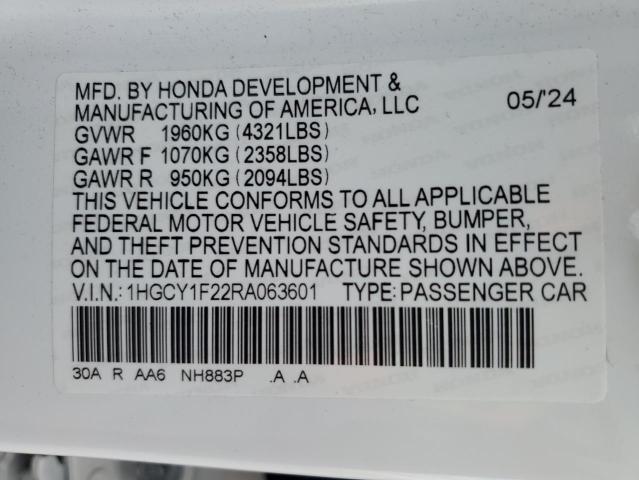 MFD. BY HONDA DEVELOPMENT &
MANUFACTURING OF AMERICA, LLC 05/'24
GVWR 1960KG (4321LBS)
GAWR F 1070KG (2358LBS)
GAWR R 950KG (2094LBS)
THIS VEHICLE CONFORMS TO ALL APPLICABLE
FEDERAL MOTOR VEHICLE SAFETY, BUMPER,
AND THEFT PREVENTION STANDARDS IN EFFECT
ON THE DATE OF MANUFACTURE SHOWN ABOVE.
V.I.N.: 1HGCY1F22RA063601 TYPE: PASSENGER CAR
30A R AA6 NH883P .A .A